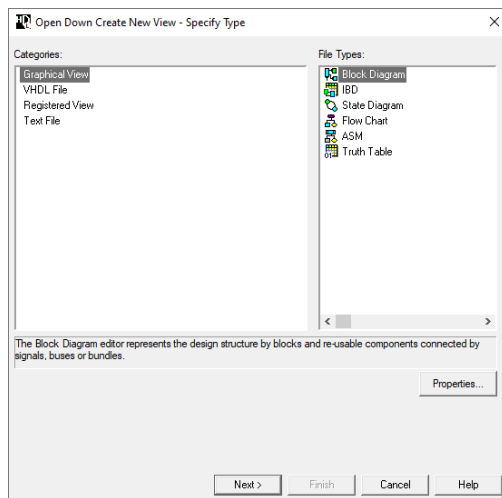 Open Down Create New View - Specify Type
Categories:
File Types:
Graphical View
VHDL File
Registered View
Text File
Block Diagram
IBD
State Diagram
Flow Chart
ASM
Truth Table
The Block Diagram editor represents the design structure by blocks and re-usable components connected by
signals, buses or bundles.
Properties...
Next >
Finish
Cancel
Help